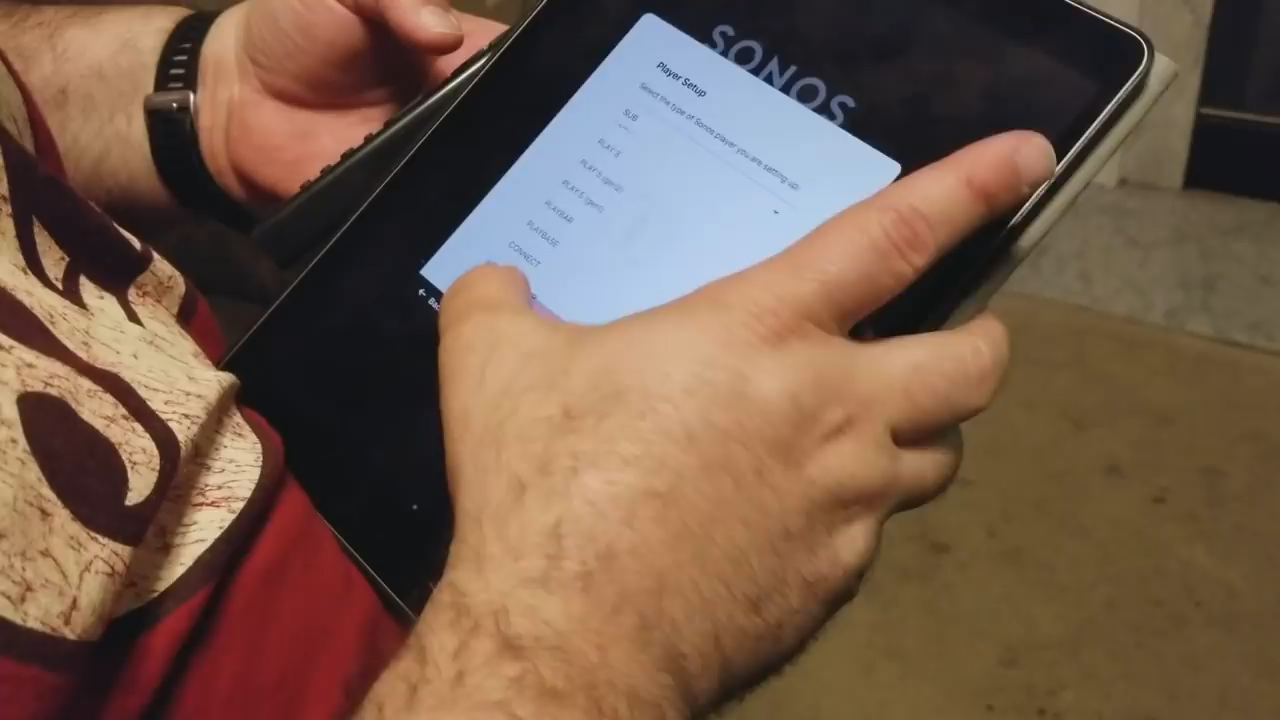 SONOS
Player Setup
Select the type of Sonos player you are setting up:
SUB
PLAY:5
PLAY:5 (gen2)
PLAY:5 (gen1)
PLAYBAR
PLAYBASE
CONNECT